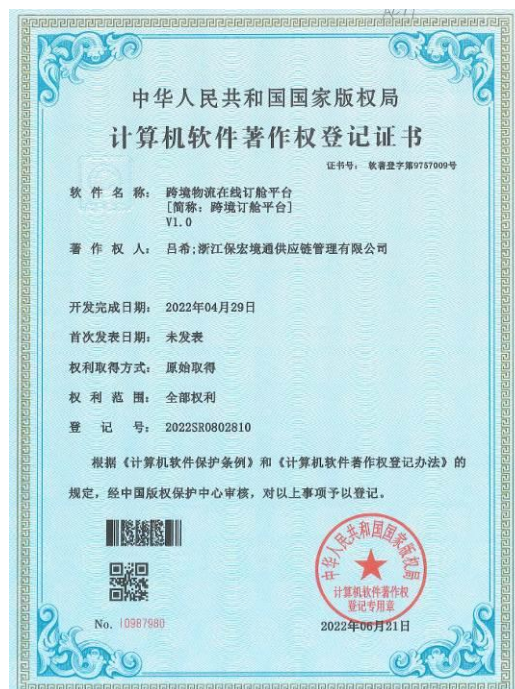 中华人民共和国国家版权局
计算机软件著作权登记证书
证书号： 软著登字第9757009号
软件名称： 跨境物流在线订舱平台
[简称：跨境订舱平台]
V1.0
著作权人： 吕希;浙江保宏境通供应链管理有限公司
开发完成日期： 2022年04月29日
首次发表日期： 未发表
权利取得方式： 原始取得
权利范围： 全部权利
登记号： 2022SR0802810
根据《计算机软件保护条例》和《计算机软件著作权登记办法》的
规定，经中国版权保护中心审核，对以上事项予以登记。
中华人民共和国国家版权局
计算机软件著作权
登记专用章
No. 10987980
2022年06月21日